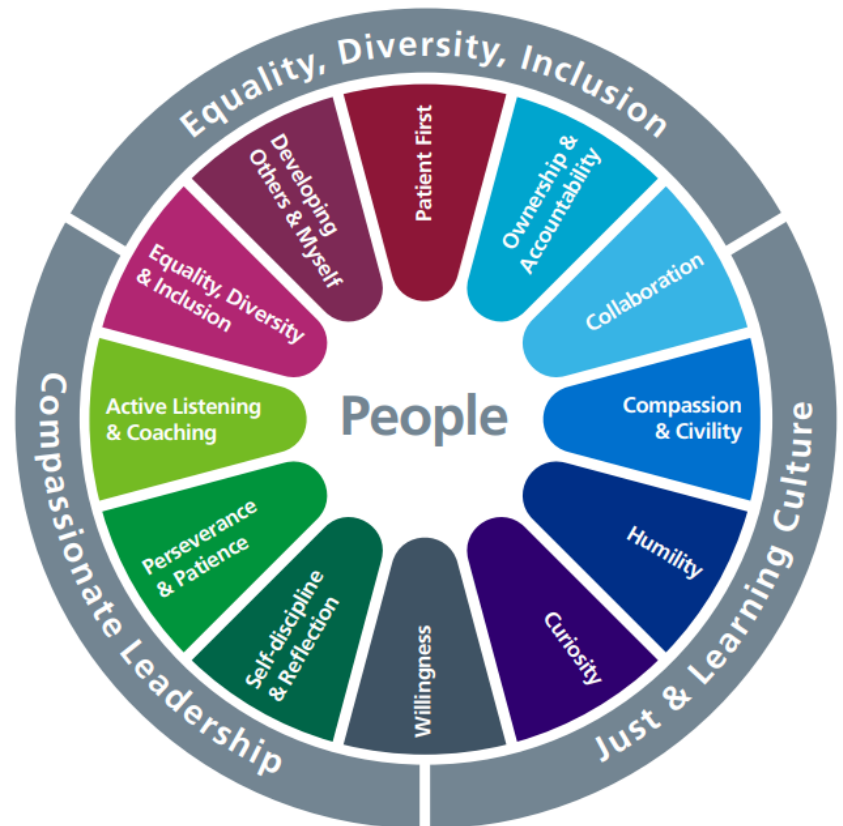 Equality, Diversity, Inclusion
Just & Learning Culture
Compassionate Leadership
Patient First
Ownership &
Accountability
Collaboration
Compassion
& Civility
Humility
Curiosity
Willingness
Self-discipline
& Reflection
Perseverance
& Patience
Active Listening
& Coaching
Equality, Diversity
& Inclusion
Developing
Others & Myself
People